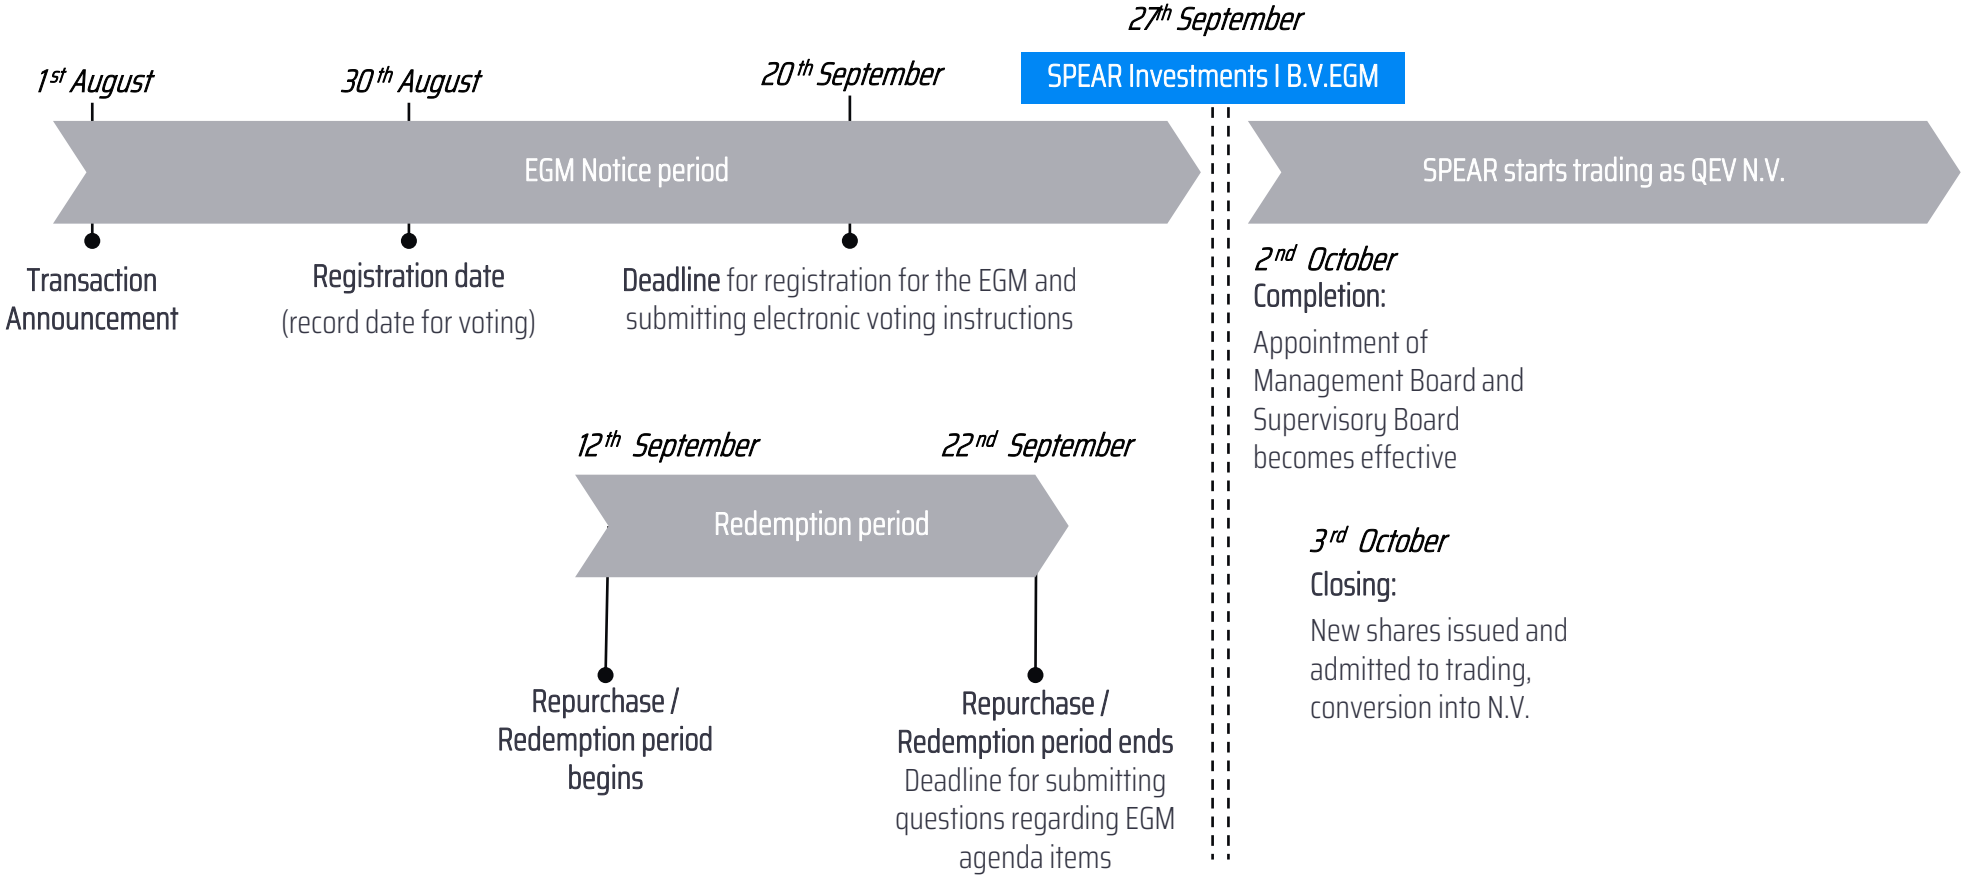 27th September
SPEAR Investments I B.V.EGM
1st August
30th August
20th September
EGM Notice period
SPEAR starts trading as QEV N.V.
Transaction
Announcement
Registration date
(record date for voting)
Deadline for registration for the EGM and
submitting electronic voting instructions
2nd October
Completion:
Appointment of
Management Board and
Supervisory Board
becomes effective
12th September
22nd September
Redemption period
3rd October
Closing:
New shares issued and
admitted to trading,
conversion into N.V.
Repurchase /
Redemption period
begins
Repurchase /
Redemption period ends
Deadline for submitting
questions regarding EGM
agenda items